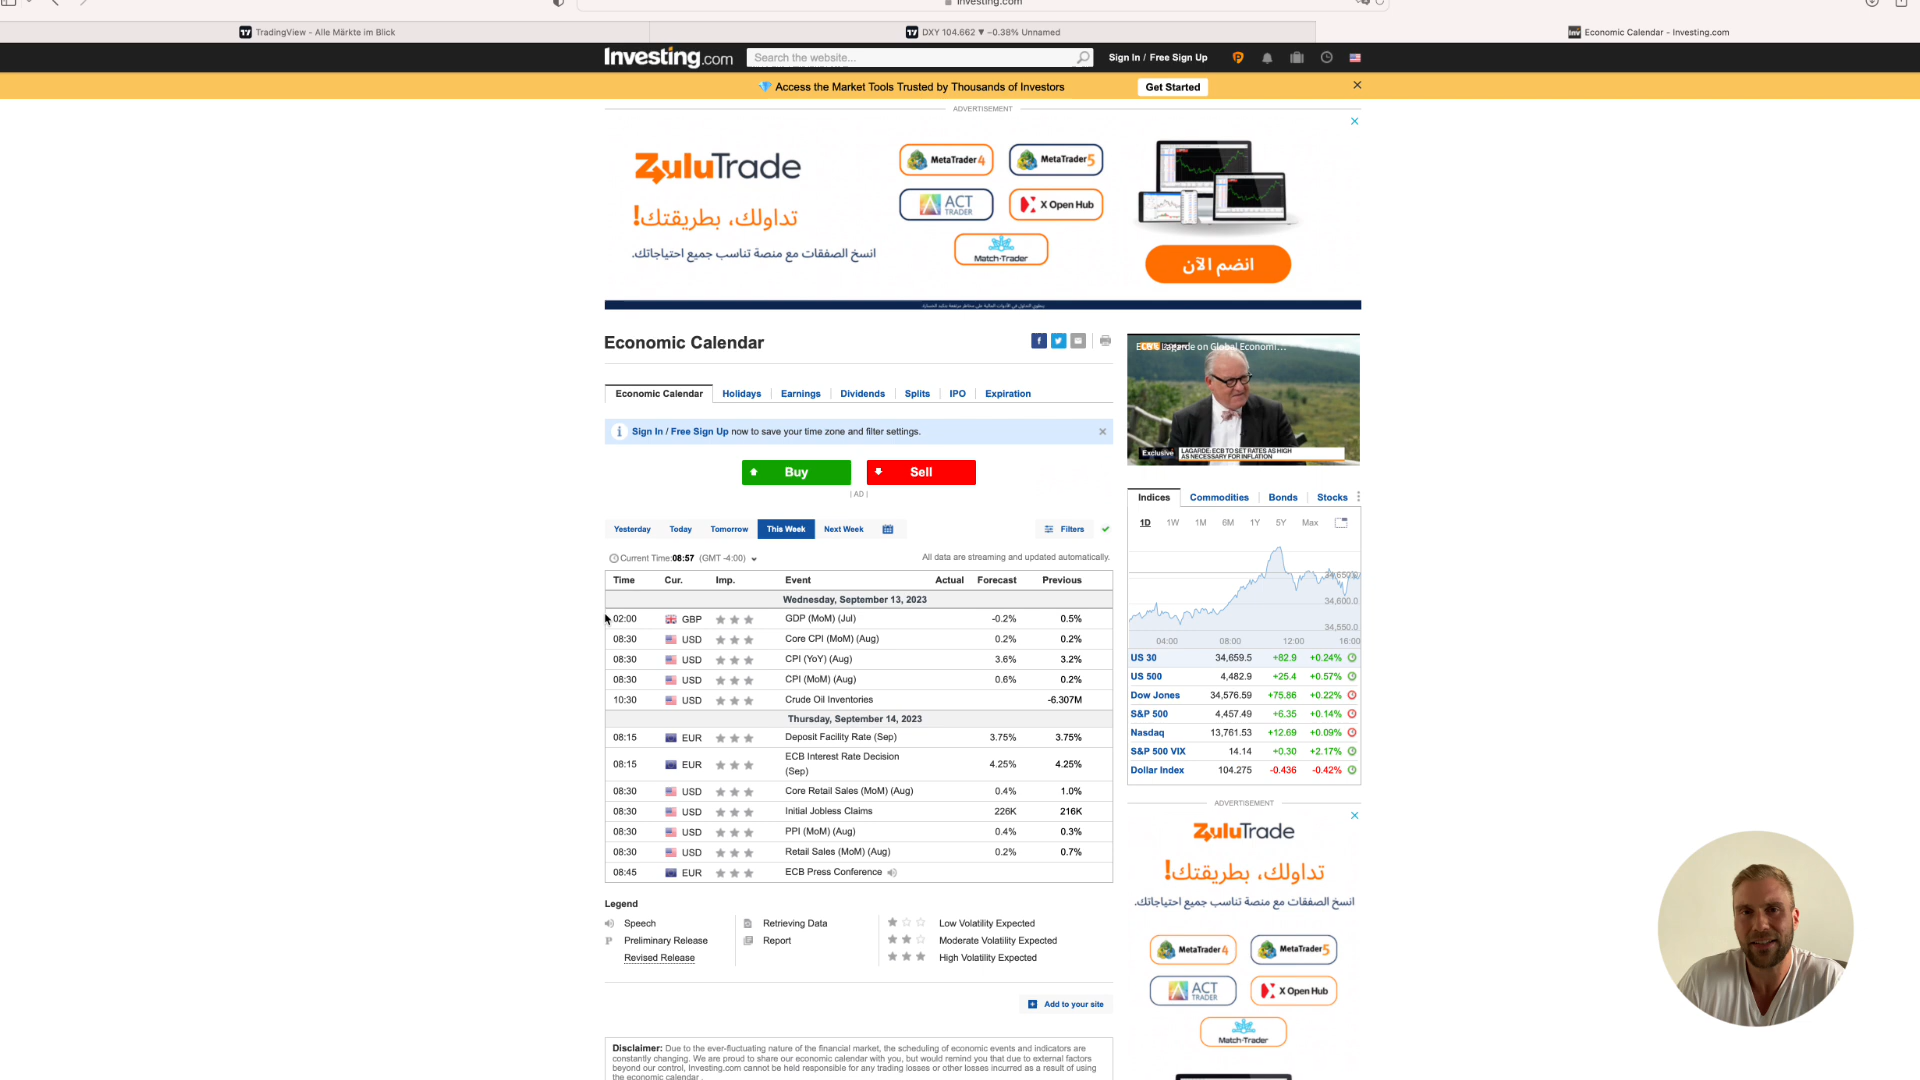 investing.com
TradingView - Alle Märkte im Blick
DXY 104.662 ▼ −0.38% Unnamed
Economic Calendar - Investing.com
Investing.com
Search the website...
Sign In / Free Sign Up
Access the Market Tools Trusted by Thousands of Investors
Get Started
ADVERTISEMENT
ZuluTrade
تداولك، بطريقتك!
انسخ الصفقات مع منصة تناسب جميع احتياجاتك.
MetaTrader 4
MetaTrader 5
ACT TRADER
X Open Hub
Match-Trader
انضم الآن
Economic Calendar
Economic Calendar Holidays Earnings Dividends Splits IPO Expiration
Sign In / Free Sign Up now to save your time zone and filter settings.
Buy
Sell
| AD |
Yesterday Today Tomorrow This Week Next Week Filters
Current Time:08:57 (GMT -4:00)
All data are streaming and updated automatically.
Time Cur. Imp. Event Actual Forecast Previous
Wednesday, September 13, 2023
02:00 GBP GDP (MoM) (Jul) -0.2% 0.5%
08:30 USD Core CPI (MoM) (Aug) 0.2% 0.2%
08:30 USD CPI (YoY) (Aug) 3.6% 3.2%
08:30 USD CPI (MoM) (Aug) 0.6% 0.2%
10:30 USD Crude Oil Inventories -6.307M
Thursday, September 14, 2023
08:15 EUR Deposit Facility Rate (Sep) 3.75% 3.75%
08:15 EUR ECB Interest Rate Decision (Sep) 4.25% 4.25%
08:30 USD Core Retail Sales (MoM) (Aug) 0.4% 1.0%
08:30 USD Initial Jobless Claims 226K 216K
08:30 USD PPI (MoM) (Aug) 0.4% 0.3%
08:30 USD Retail Sales (MoM) (Aug) 0.2% 0.7%
08:45 EUR ECB Press Conference
Legend
Speech
Preliminary Release
Revised Release
Retrieving Data
Report
Low Volatility Expected
Moderate Volatility Expected
High Volatility Expected
Add to your site
Disclaimer: Due to the ever-fluctuating nature of the financial market, the scheduling of economic events and indicators are
constantly changing. We are proud to share our economic calendar with you, but would remind you that due to external factors
beyond our control, Investing.com cannot be held responsible for any trading losses or other losses incurred as a result of using
the economic calendar.
Lagarde on Global Economi...
Exclusive
LAGARDE: ECB TO SET RATES AS HIGH
AS NECESSARY FOR INFLATION
Indices Commodities Bonds Stocks
1D 1W 1M 6M 1Y 5Y Max
34,650.0
34,600.0
34,550.0
04:00 08:00 12:00 16:00
US 30 34,659.5 +82.9 +0.24%
US 500 4,482.9 +25.4 +0.57%
Dow Jones 34,576.59 +75.86 +0.22%
S&P 500 4,457.49 +6.35 +0.14%
Nasdaq 13,761.53 +12.69 +0.09%
S&P 500 VIX 14.14 +0.30 +2.17%
Dollar Index 104.275 -0.436 -0.42%
ADVERTISEMENT
ZuluTrade
تداولك، بطريقتك!
انسخ الصفقات مع منصة تناسب جميع احتياجاتك.
MetaTrader 4
MetaTrader 5
ACT TRADER
X Open Hub
Match-Trader